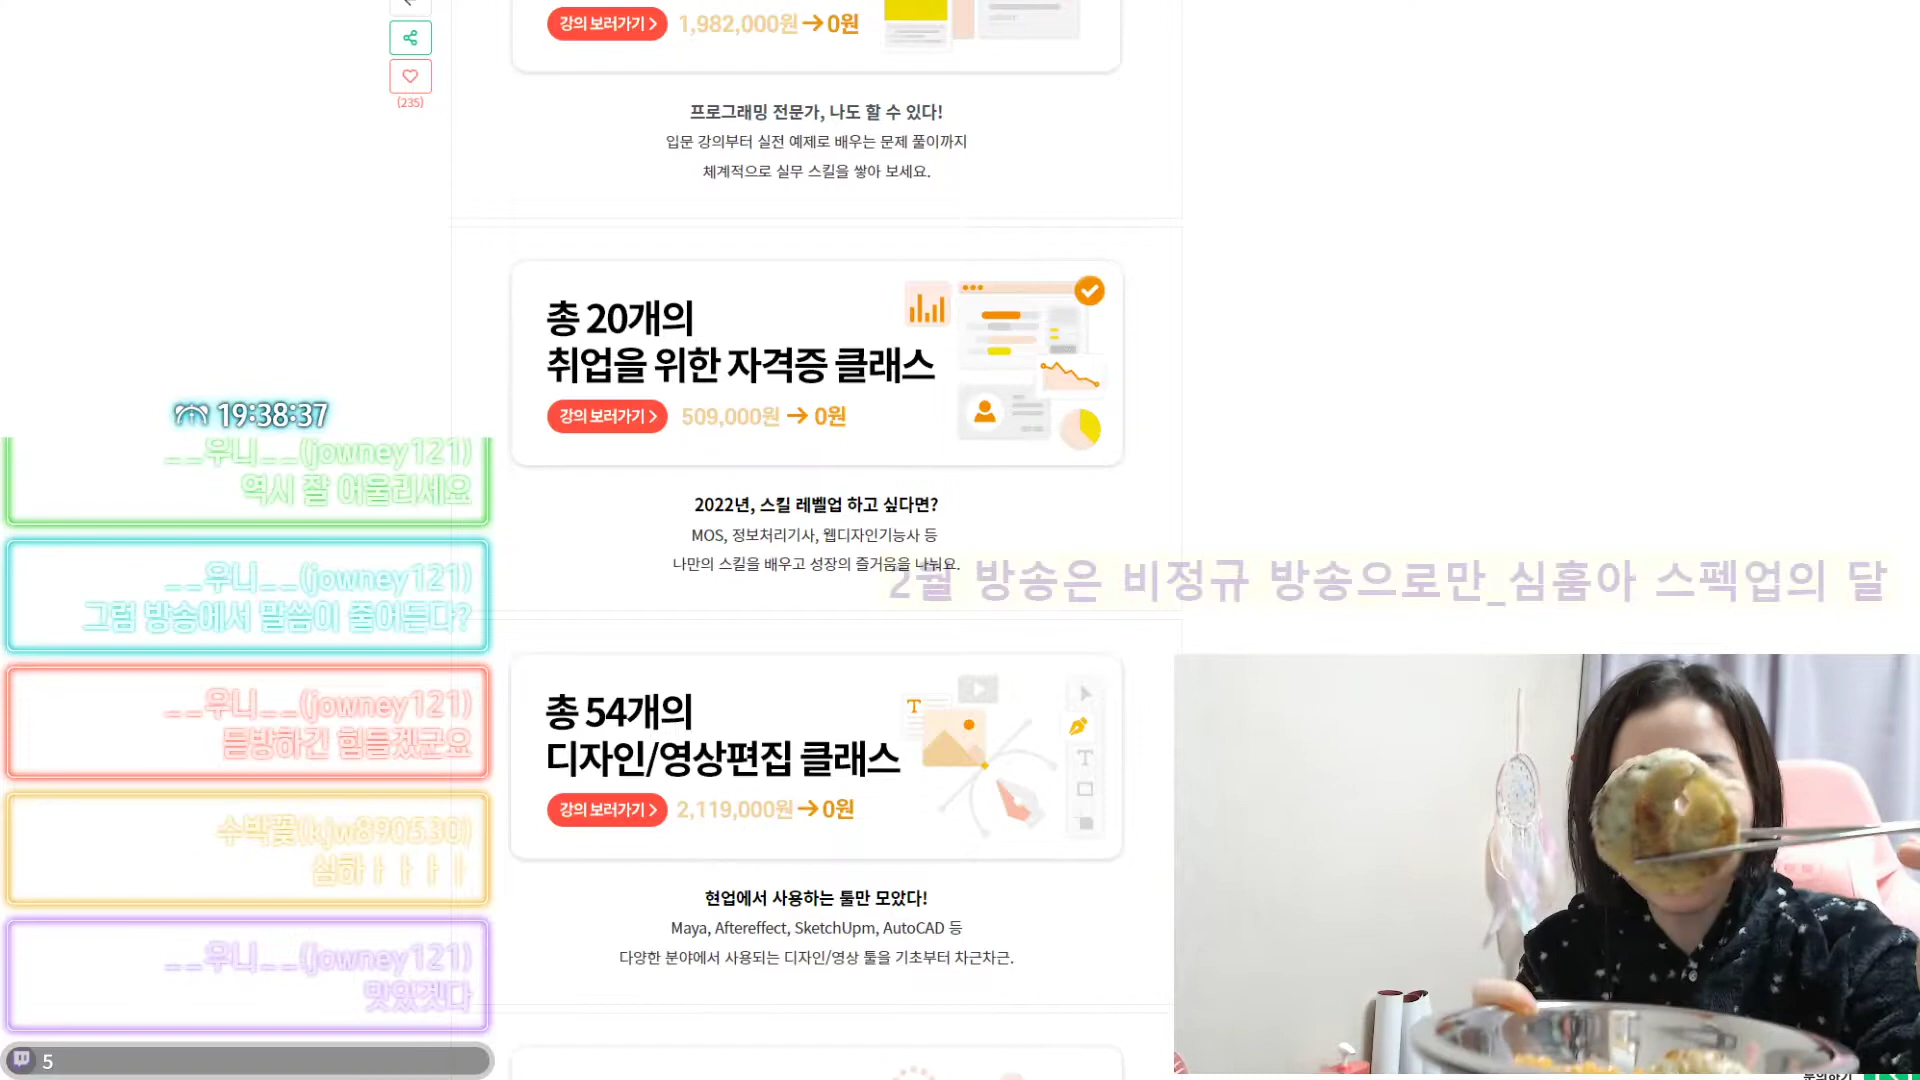 강의 보러가기 >
1,982,000원 → 0원
(235)
프로그래밍 전문가, 나도 할 수 있다!
입문 강의부터 실전 예제로 배우는 문제 풀이까지
체계적으로 실무 스킬을 쌓아 보세요.
총 20개의
취업을 위한 자격증 클래스
강의 보러가기 >
509,000원 → 0원
2022년, 스킬 레벨업 하고 싶다면?
MOS, 정보처리기사, 웹디자인기능사 등
나만의 스킬을 배우고 성장의 즐거움을 나눠요.
2월 방송은 비정규 방송으로만_심훔아 스펙업의 달
총 54개의
디자인/영상편집 클래스
강의 보러가기 >
2,119,000원 → 0원
현업에서 사용하는 툴만 모았다!
Maya, Aftereffect, SketchUpm, AutoCAD 등
다양한 분야에서 사용되는 디자인/영상 툴을 기초부터 차근차근.
19:38:37
__우니__(jowney121)
역시 잘 어울리세요
__우니__(jowney121)
그럼 방송에서 말씀이 줄어든다?
__우니__(jowney121)
듣방하긴 힘들겠군요
수박꽃(kjw890530)
심하ㅏㅏㅏㅏ
__우니__(jowney121)
맛있겟다
5
문의하기